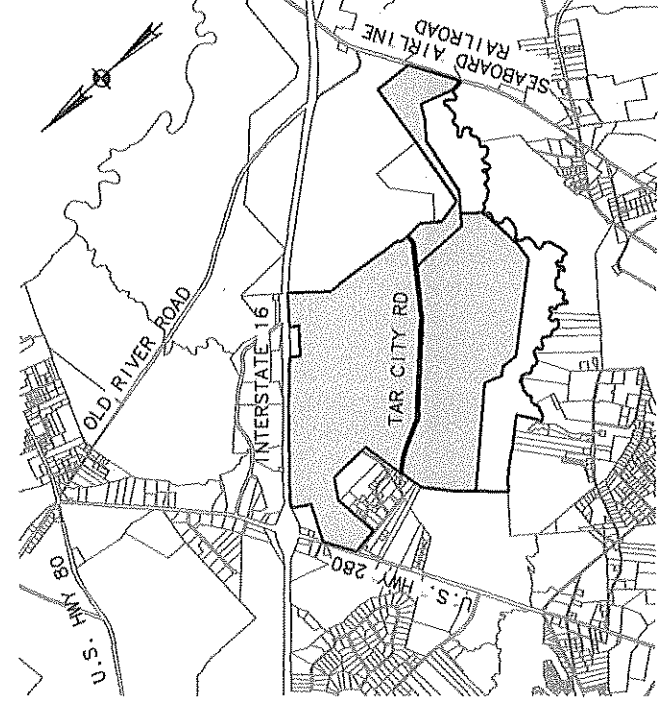 SEABOARD AIRLINE
RAILROAD
OLD RIVER ROAD
INTERSTATE 16
TAR CITY RD
U.S. HWY 280
U.S. HWY 80